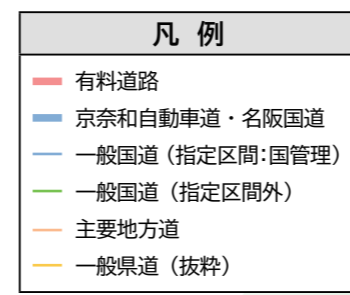 凡 例
有料道路
京奈和自動車道・名阪国道
一般国道（指定区間：国管理）
一般国道（指定区間外）
主要地方道
一般県道（抜粋）